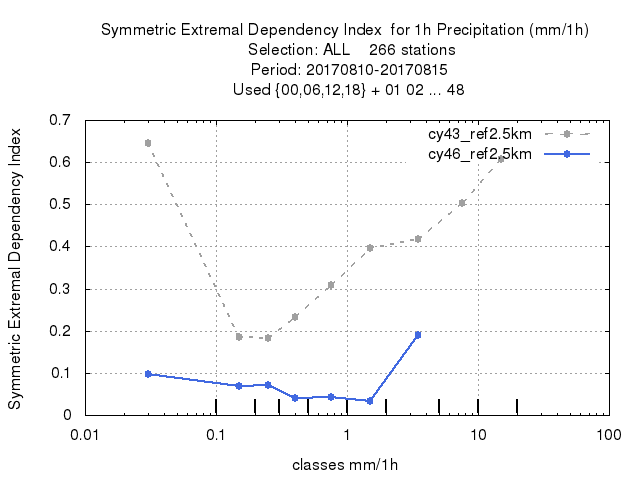 Symmetric Extremal Dependency Index for 1h Precipitation (mm/1h)
Selection: ALL 266 stations
Period: 20170810-20170815
Used {00,06,12,18} + 01 02 ... 48
Symmetric Extremal Dependency Index
0.7
0.6
0.5
0.4
0.3
0.2
0.1
0
cy43_ref2.5km
cy46_ref2.5km
0.01 0.1 1 10 100
classes mm/1h